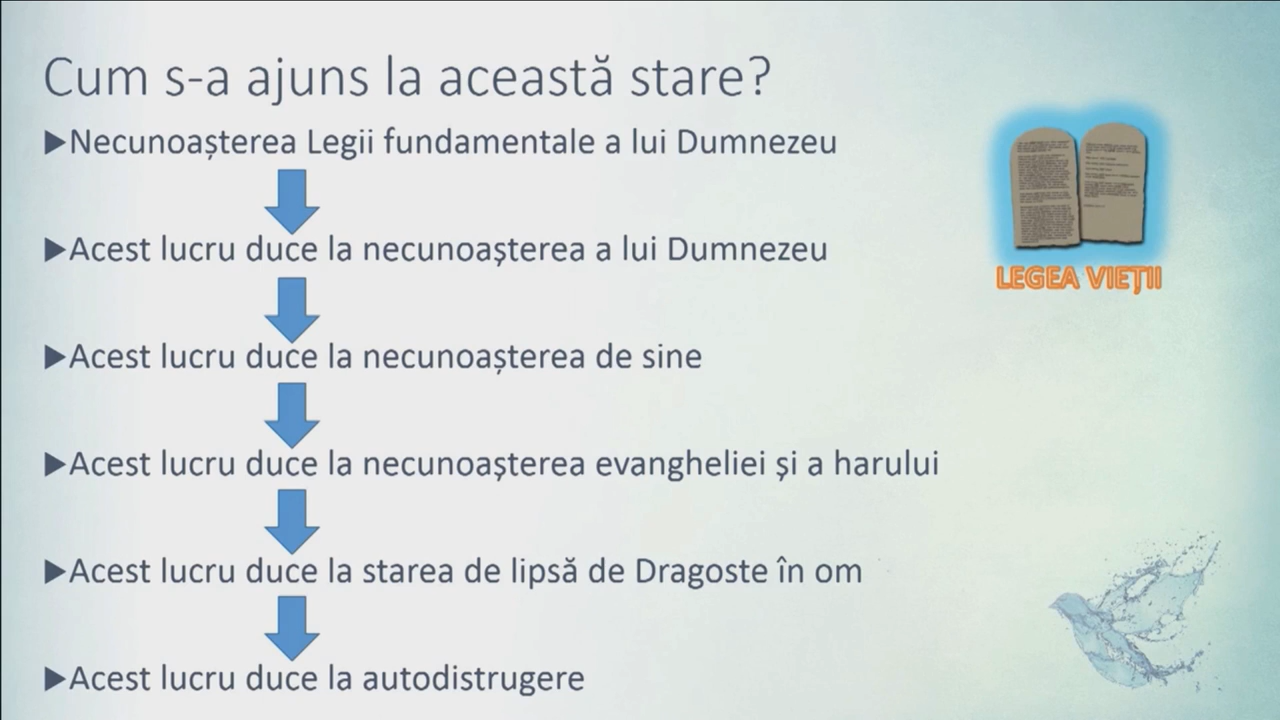 Cum s-a ajuns la această stare?
Necunoașterea Legii fundamentale a lui Dumnezeu
Acest lucru duce la necunoașterea a lui Dumnezeu
Acest lucru duce la necunoașterea de sine
Acest lucru duce la necunoașterea evangheliei și a harului
Acest lucru duce la starea de lipsă de Dragoste în om
Acest lucru duce la autodistrugere
LEGEA VIEȚII